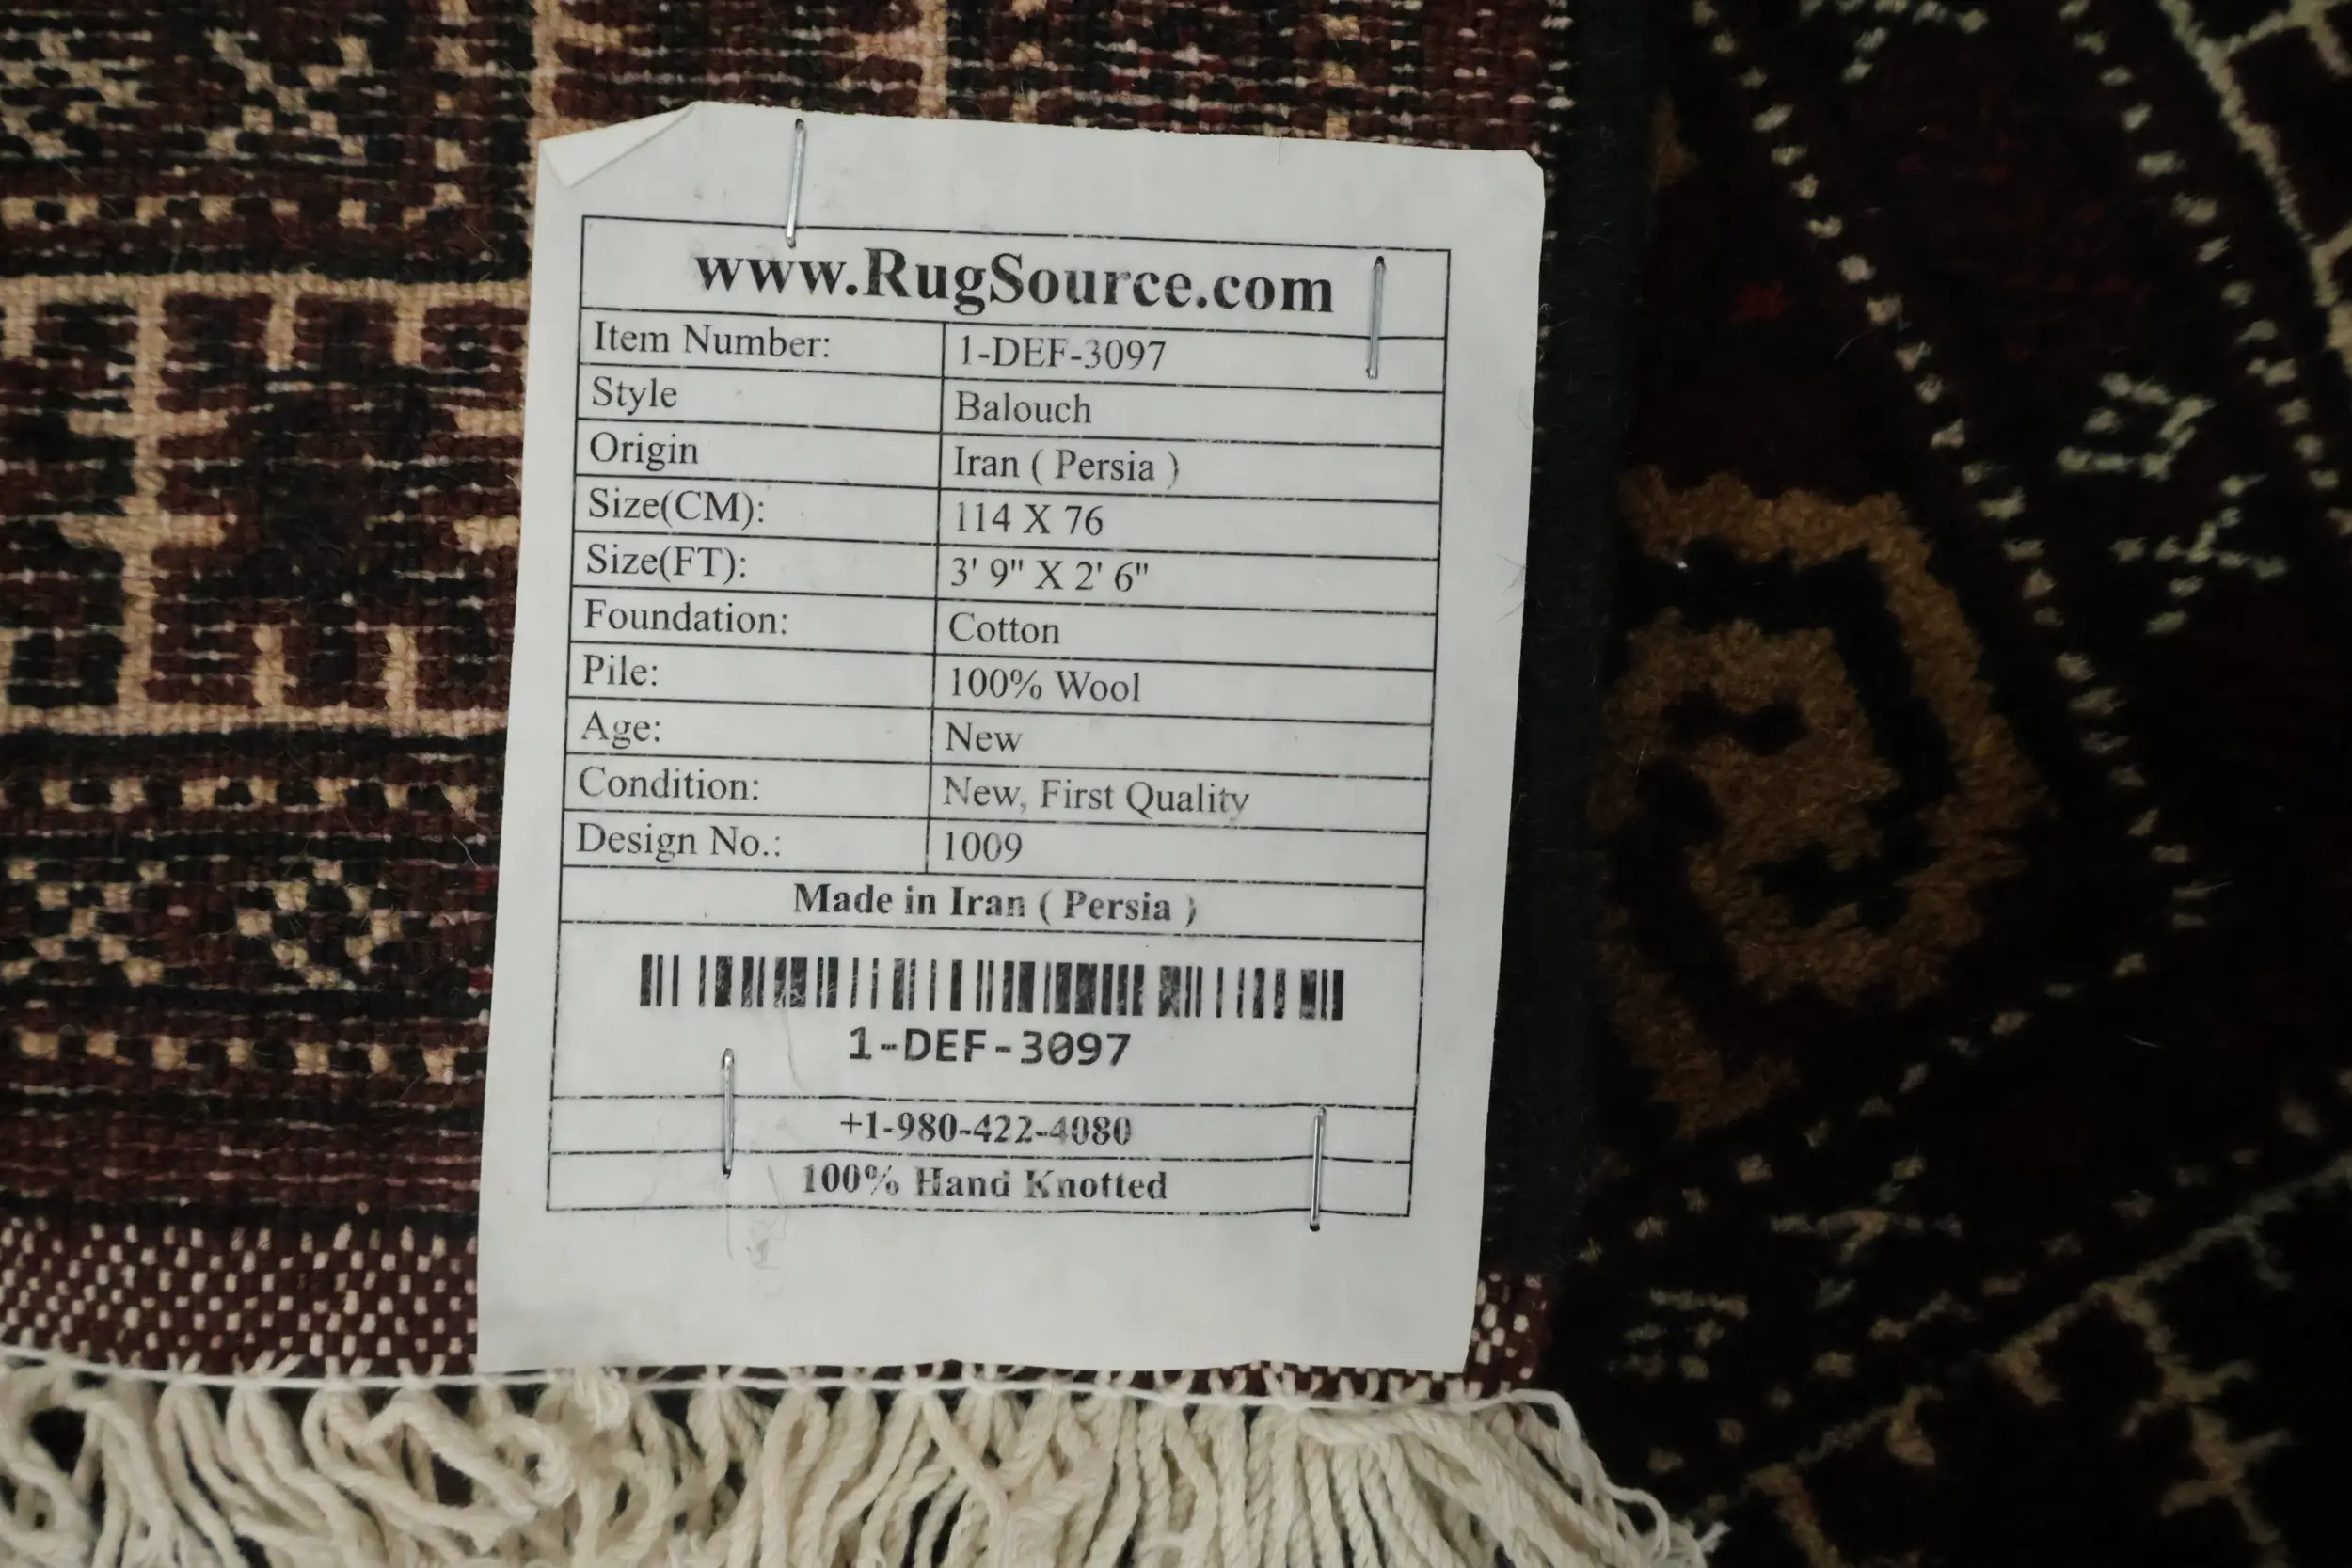 www.RugSource.com
Item Number: 1-DEF-3097
Style Balouch
Origin Iran ( Persia )
Size(CM): 114 X 76
Size(FT): 3' 9" X 2' 6"
Foundation: Cotton
Pile: 100% Wool
Age: New
Condition: New, First Quality
Design No.: 1009
Made in Iran ( Persia )
1-DEF-3097
+1-980-422-4080
100% Hand Knotted